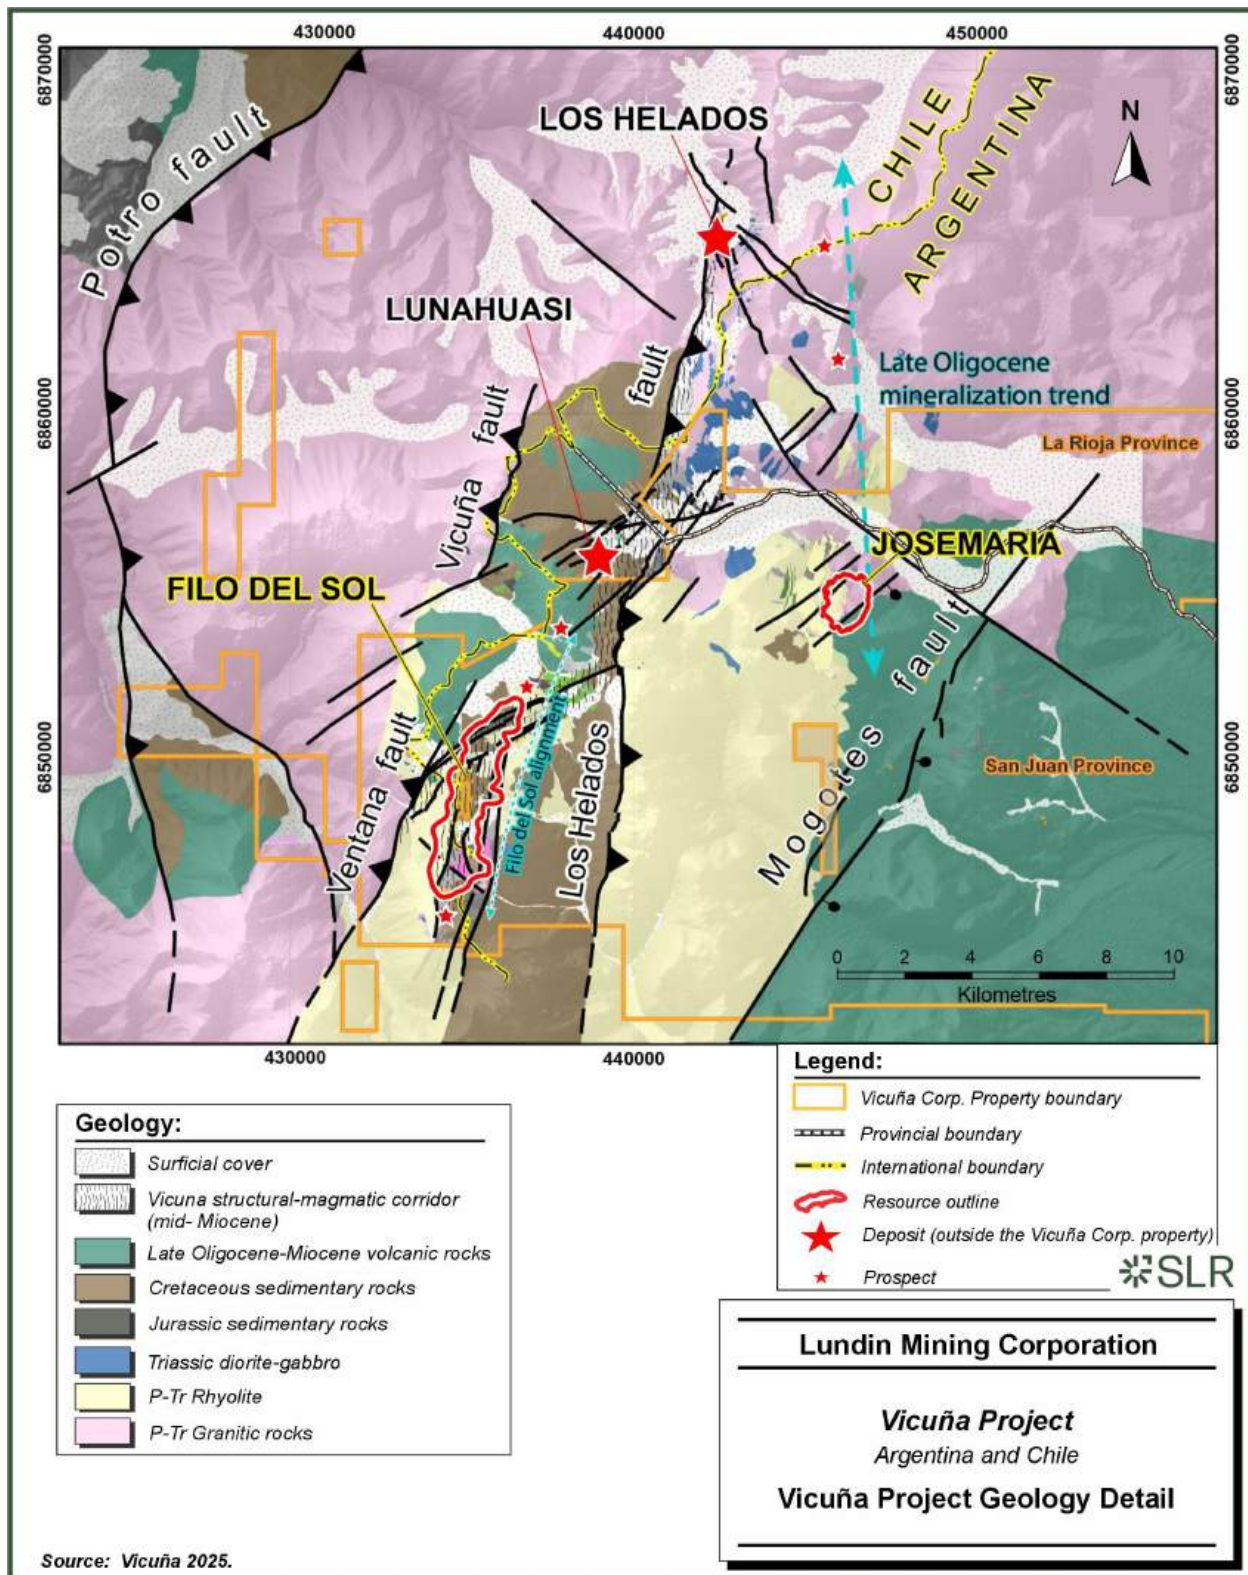 430000
440000
450000
6870000
6870000
LOS HELADOS
CHILE
ARGENTINA
N
Potro fault
LUNAHUASI
fault
Late Oligocene
mineralization trend
6860000
6860000
La Rioja Province
Vicuña fault
JOSEMARIA
FILO DEL SOL
Mogotes fault
6850000
6850000
San Juan Province
Ventana fault
Filo del Sol alignment
Los Helados
0 2 4 6 8 10
Kilometres
430000
440000
Legend:
Vicuña Corp. Property boundary
Provincial boundary
International boundary
Resource outline
Deposit (outside the Vicuña Corp. property)
Prospect
Geology:
Surficial cover
Vicuna structural-magmatic corridor
(mid- Miocene)
Late Oligocene-Miocene volcanic rocks
Cretaceous sedimentary rocks
Jurassic sedimentary rocks
Triassic diorite-gabbro
P-Tr Rhyolite
P-Tr Granitic rocks
SLR
Lundin Mining Corporation
Vicuña Project
Argentina and Chile
Vicuña Project Geology Detail
Source: Vicuña 2025.